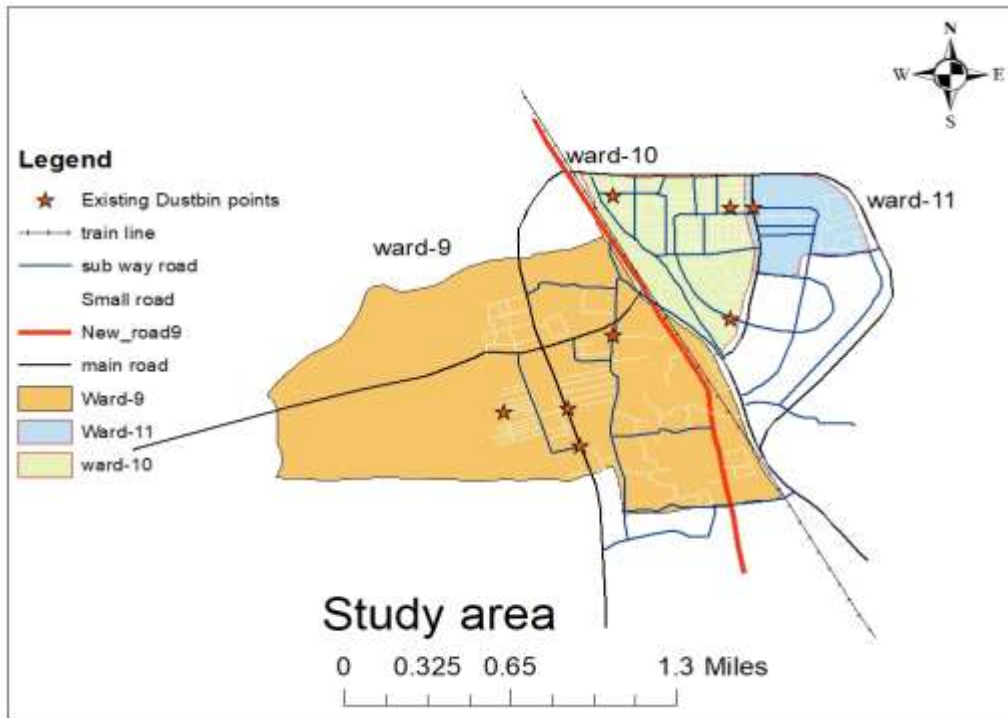 N
W E
S
ward-10
ward-11
ward-9
Legend
Existing Dustbin points
train line
sub way road
Small road
New_road9
main road
Ward-9
Ward-11
ward-10
Study area
0 0.325 0.65 1.3 Miles